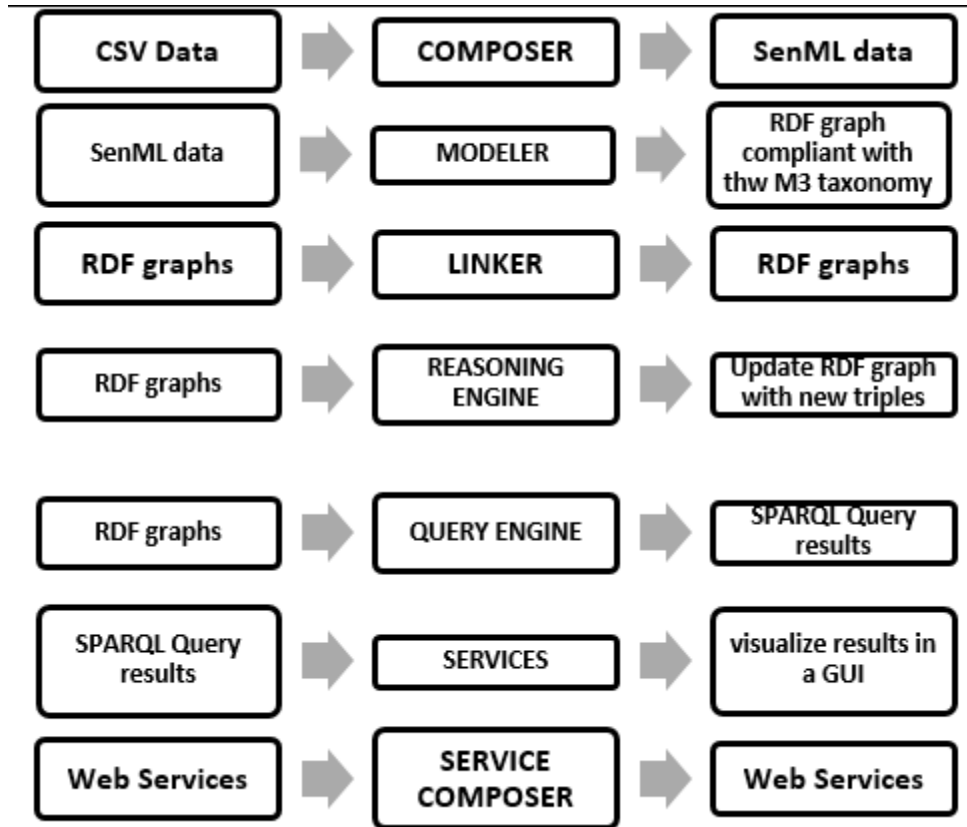 CSV Data
COMPOSER
SenML data
SenML data
MODELER
RDF graph
compliant with
thw M3 taxonomy
RDF graphs
LINKER
RDF graphs
RDF graphs
REASONING
ENGINE
Update RDF graph
with new triples
RDF graphs
QUERY ENGINE
SPARQL Query
results
SPARQL Query
results
SERVICES
visualize results in
a GUI
Web Services
SERVICE
COMPOSER
Web Services